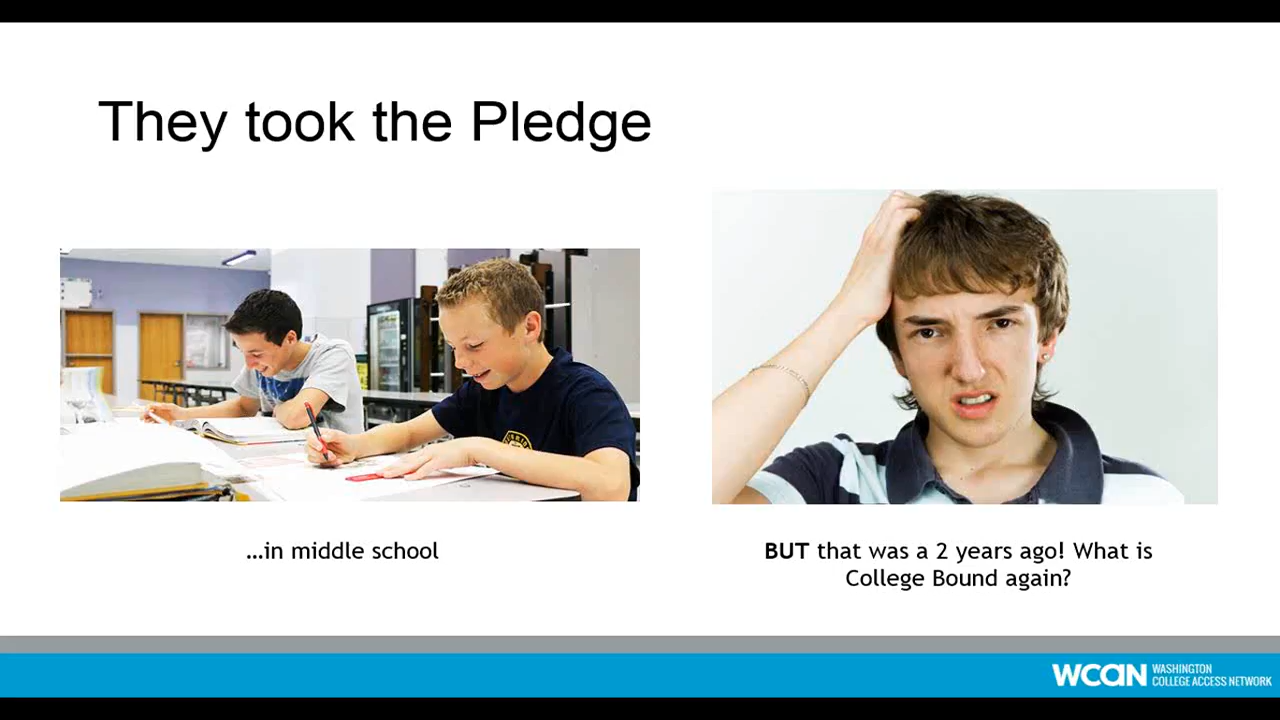 They took the Pledge
...in middle school
BUT that was a 2 years ago! What is
College Bound again?
WCAN WASHINGTON
COLLEGE ACCESS NETWORK